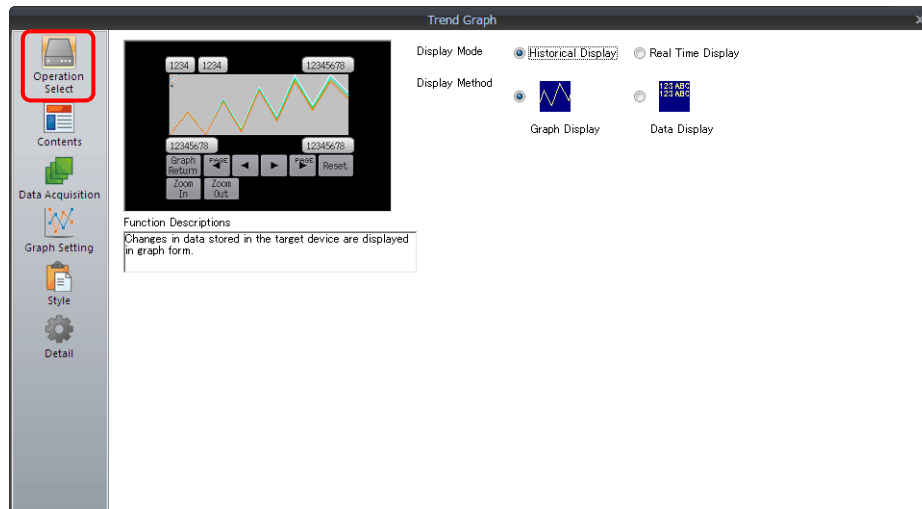 Trend Graph
Operation
Select
Contents
Data Acquisition
Graph Setting
Style
Detail
1234 1234 12345678
12345678 12345678
Graph
Return
PAGE
PAGE
Reset
Zoom
In
Zoom
Out
Function Descriptions
Changes in data stored in the target device are displayed
in graph form.
Display Mode Historical Display Real Time Display
Display Method
123 ABC
123 ABC
Graph Display Data Display